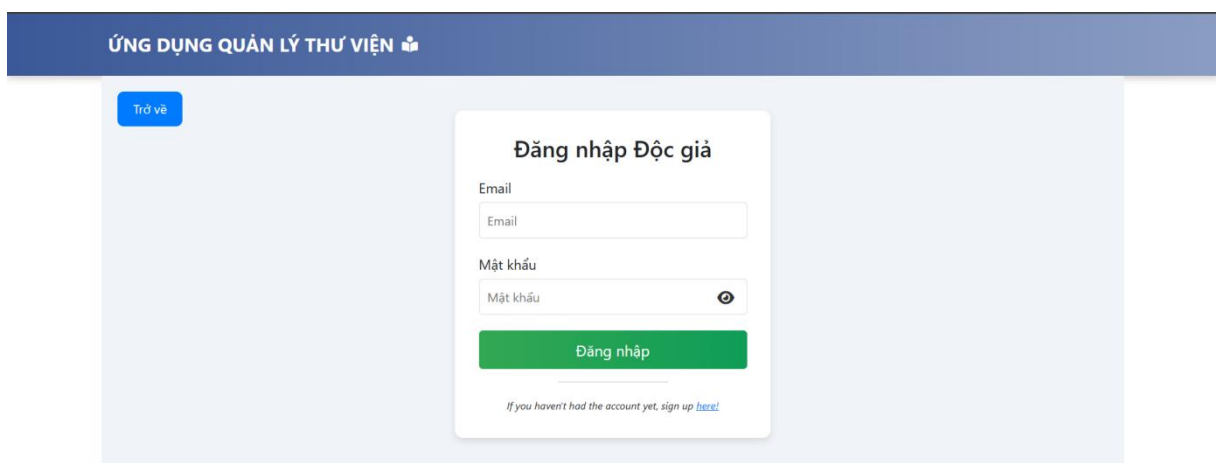 ỨNG DỤNG QUẢN LÝ THƯ VIỆN
Trở về
Đăng nhập Độc giả
Email
Email
Mật khẩu
Mật khẩu
Đăng nhập
If you haven't had the account yet, sign up here!